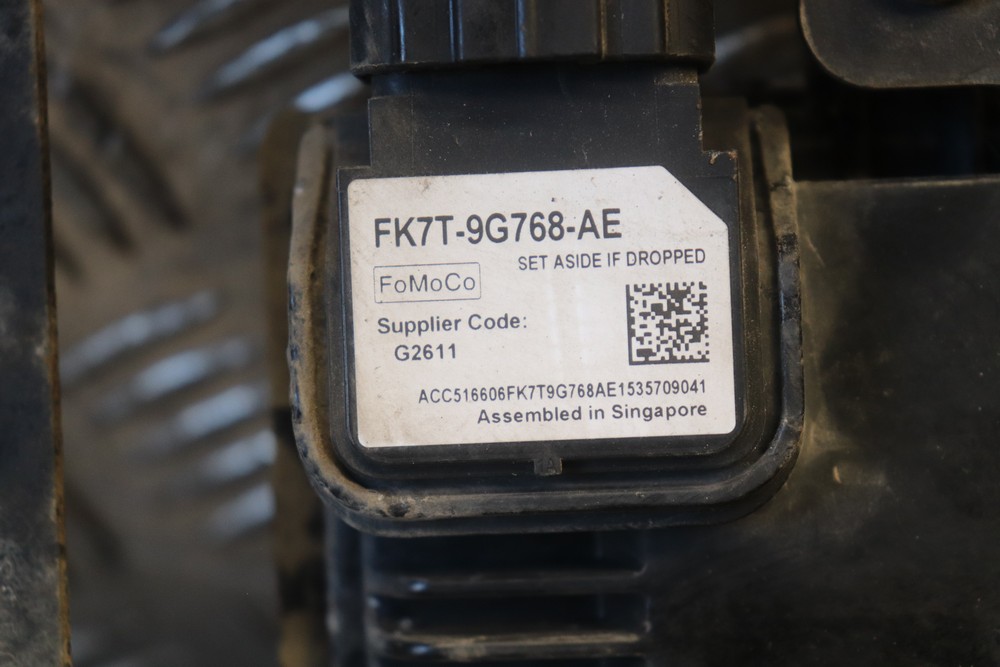 FK7T-9G768-AE
SET ASIDE IF DROPPED
FoMoCo
Supplier Code:
G2611
ACC516606FK7T9G768AE1535709041
Assembled in Singapore